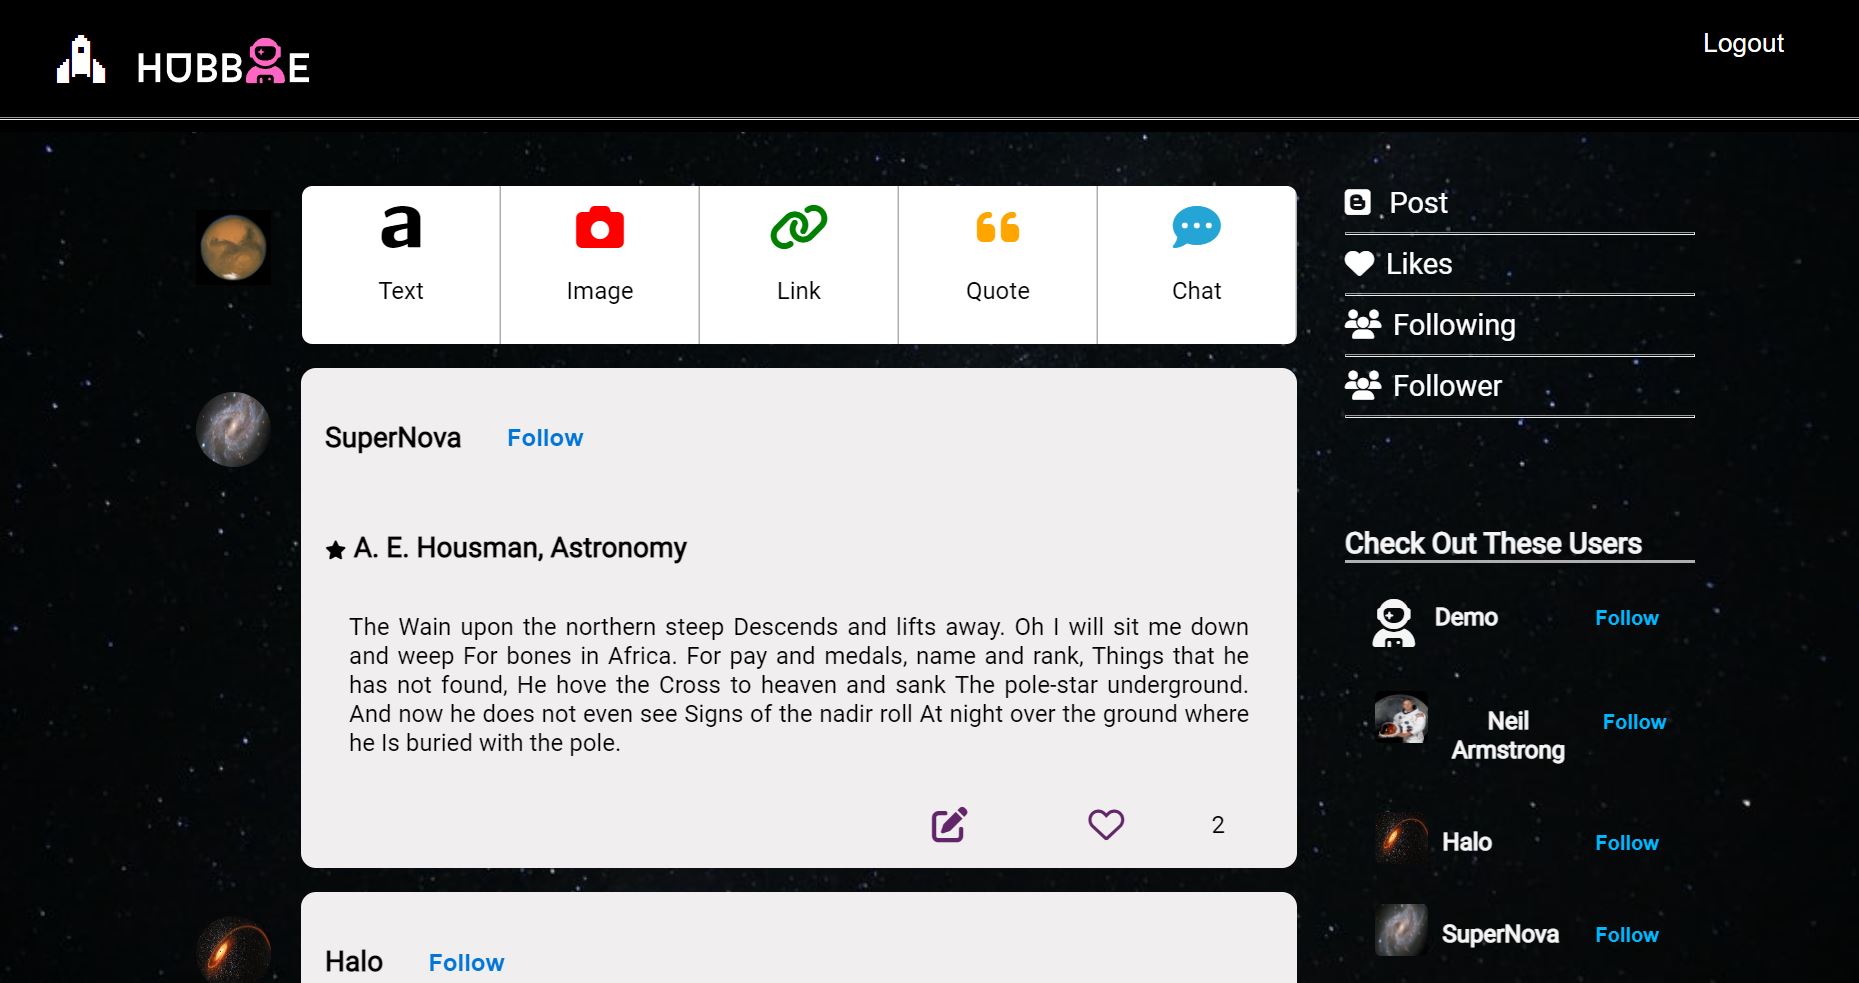 HUBBLE
Logout
Text
Image
Link
Quote
Chat
Post
Likes
Following
Follower
SuperNova Follow
A. E. Housman, Astronomy
The Wain upon the northern steep Descends and lifts away. Oh I will sit me down
and weep For bones in Africa. For pay and medals, name and rank, Things that he
has not found, He hove the Cross to heaven and sank The pole-star underground.
And now he does not even see Signs of the nadir roll At night over the ground where
he Is buried with the pole.
2
Halo Follow
Check Out These Users
Demo Follow
Neil
Armstrong Follow
Halo Follow
SuperNova Follow